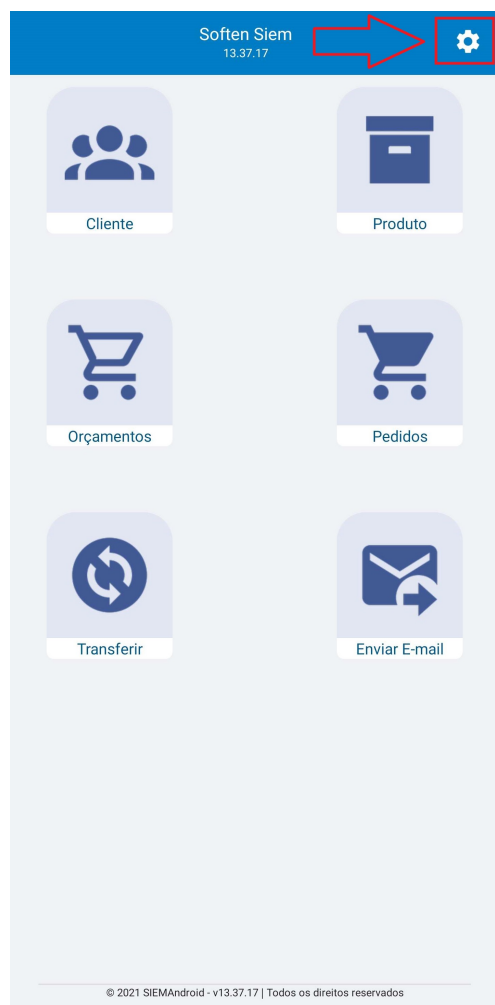 Soften Siem
13.37.17
Cliente
Produto
Orçamentos
Pedidos
Transferir
Enviar E-mail
© 2021 SIEMAndroid - v13.37.17 | Todos os direitos reservados